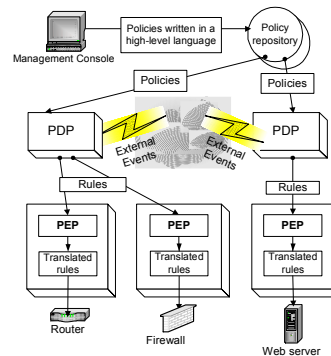 Policies written in a
high-level language
Policy
repository
Management Console
Policies
Policies
PDP
External
Events
External
Events
PDP
Rules
Rules
PEP
PEP
PEP
Translated
rules
Translated
rules
Translated
rules
Router
Firewall
Web server